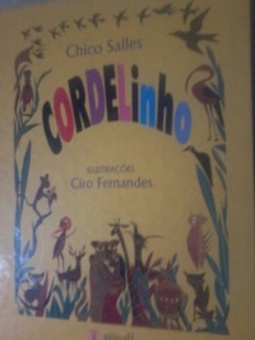 Chico Salles
CORDELinho
ILUSTRAÇÕES
Ciro Fernandes